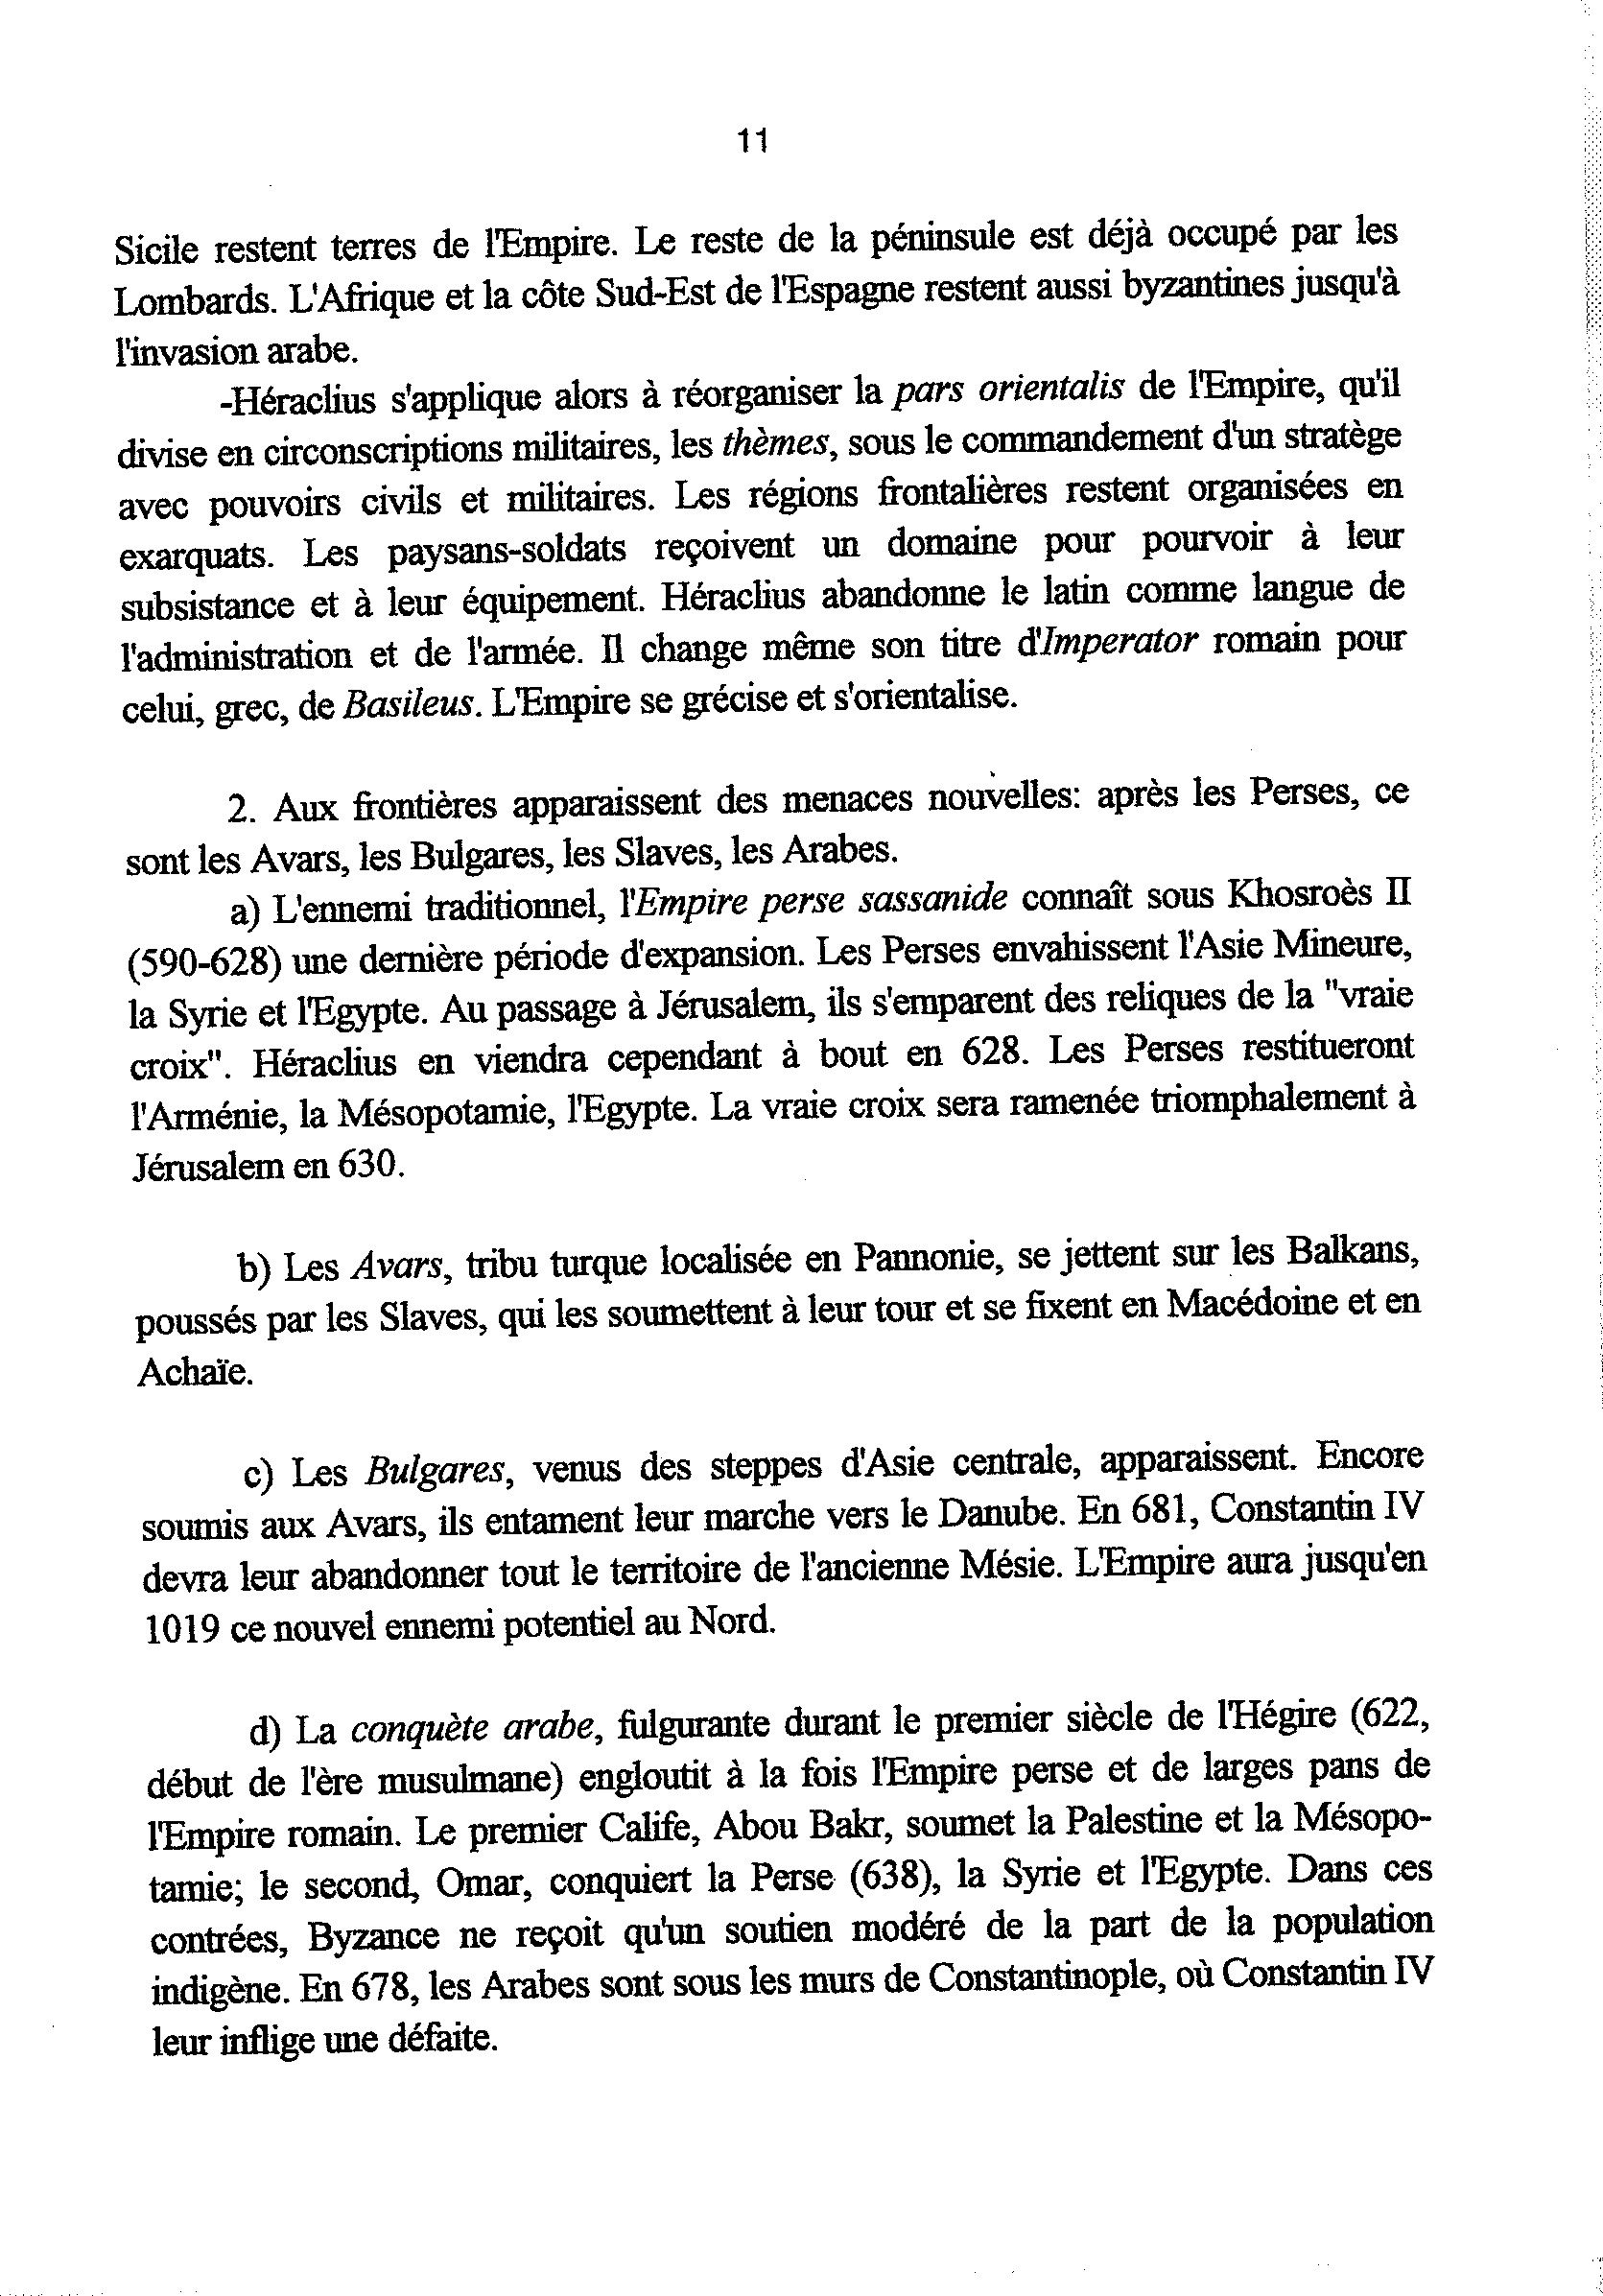 11
Sicile restent terres de l'Empire. Le reste de la péninsule est déjà occupé par les
Lombards. L'Afrique et la côte Sud-Est de l'Espagne restent aussi byzantines jusqu'à
l'invasion arabe.
-Héraclius s'applique alors à réorganiser la pars orientalis de l'Empire, qu'il
divise en circonscriptions militaires, les thèmes, sous le commandement d'un stratège
avec pouvoirs civils et militaires. Les régions frontalières restent organisées en
exarquats. Les paysans-soldats reçoivent un domaine pour pourvoir à leur
subsistance et à leur équipement. Héraclius abandonne le latin comme langue de
l'administration et de l'armée. Il change même son titre d'Imperator romain pour
celui, grec, de Basileus. L'Empire se grécise et s'orientalise.
2. Aux frontières apparaissent des menaces nouvelles: après les Perses, ce
sont les Avars, les Bulgares, les Slaves, les Arabes.
a) L'ennemi traditionnel, l'Empire perse sassanide connaît sous Khosroès II
(590-628) une dernière période d'expansion. Les Perses envahissent l'Asie Mineure,
la Syrie et l'Egypte. Au passage à Jérusalem, ils s'emparent des reliques de la "vraie
croix". Héraclius en viendra cependant à bout en 628. Les Perses restitueront
l'Arménie, la Mésopotamie, l'Egypte. La vraie croix sera ramenée triomphalement à
Jérusalem en 630.
b) Les Avars, tribu turque localisée en Pannonie, se jettent sur les Balkans,
poussés par les Slaves, qui les soumettent à leur tour et se fixent en Macédoine et en
Achaïe.
c) Les Bulgares, venus des steppes d'Asie centrale, apparaissent. Encore
soumis aux Avars, ils entament leur marche vers le Danube. En 681, Constantin IV
devra leur abandonner tout le territoire de l'ancienne Mésie. L'Empire aura jusqu'en
1019 ce nouvel ennemi potentiel au Nord.
d) La conquète arabe, fulgurante durant le premier siècle de l'Hégire (622,
début de l'ère musulmane) engloutit à la fois l'Empire perse et de larges pans de
l'Empire romain. Le premier Calife, Abou Bakr, soumet la Palestine et la Mésopo-
tamie; le second, Omar, conquiert la Perse (638), la Syrie et l'Egypte. Dans ces
contrées, Byzance ne reçoit qu'un soutien modéré de la part de la population
indigène. En 678, les Arabes sont sous les murs de Constantinople, où Constantin IV
leur inflige une défaite.